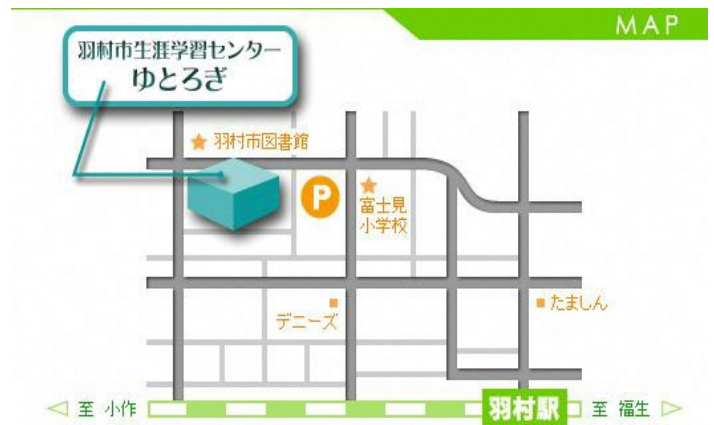 MAP
羽村市生涯学習センター
ゆとろぎ
羽村市図書館
P
富士見
小学校
デニーズ
たましん
至 小作
羽村駅
至 福生